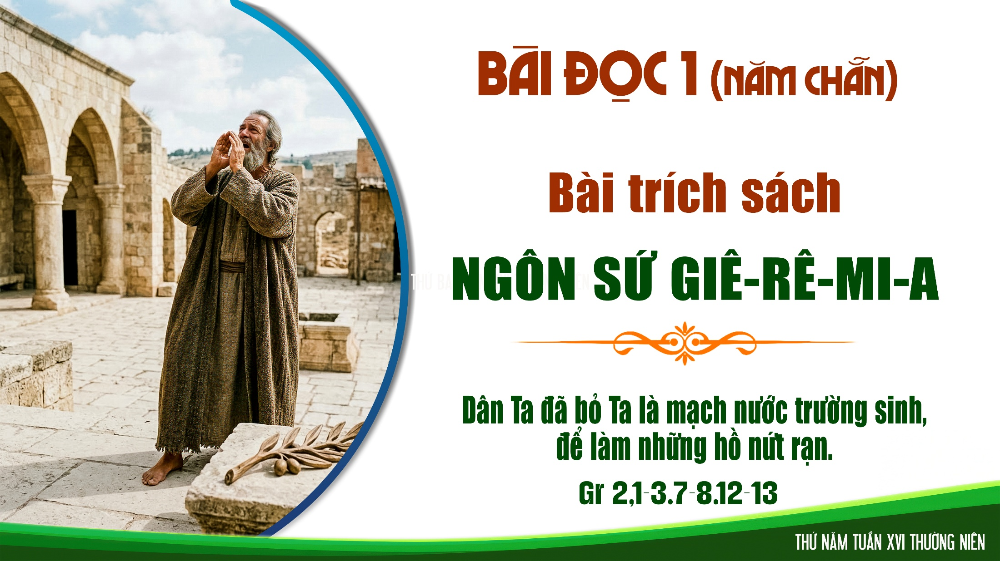 BÀI ĐỌC 1 (NĂM CHẴN)
Bài trích sách
NGÔN SỨ GIÊ-RÊ-MI-A
Dân Ta đã bỏ Ta là mạch nước trường sinh,
để làm những hồ nứt rạn.
Gr 2,1-3.7-8.12-13
THỨ NĂM TUẦN XVI THƯỜNG NIÊN